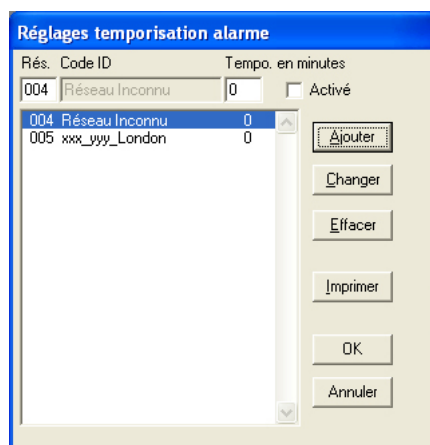 Réglages temporisation alarme
Rés. Code ID Tempo. en minutes
004 Réseau Inconnu 0 Activé
004 Réseau Inconnu 0
005 xxx_yyy_London 0
Ajouter
Changer
Effacer
Imprimer
OK
Annuler